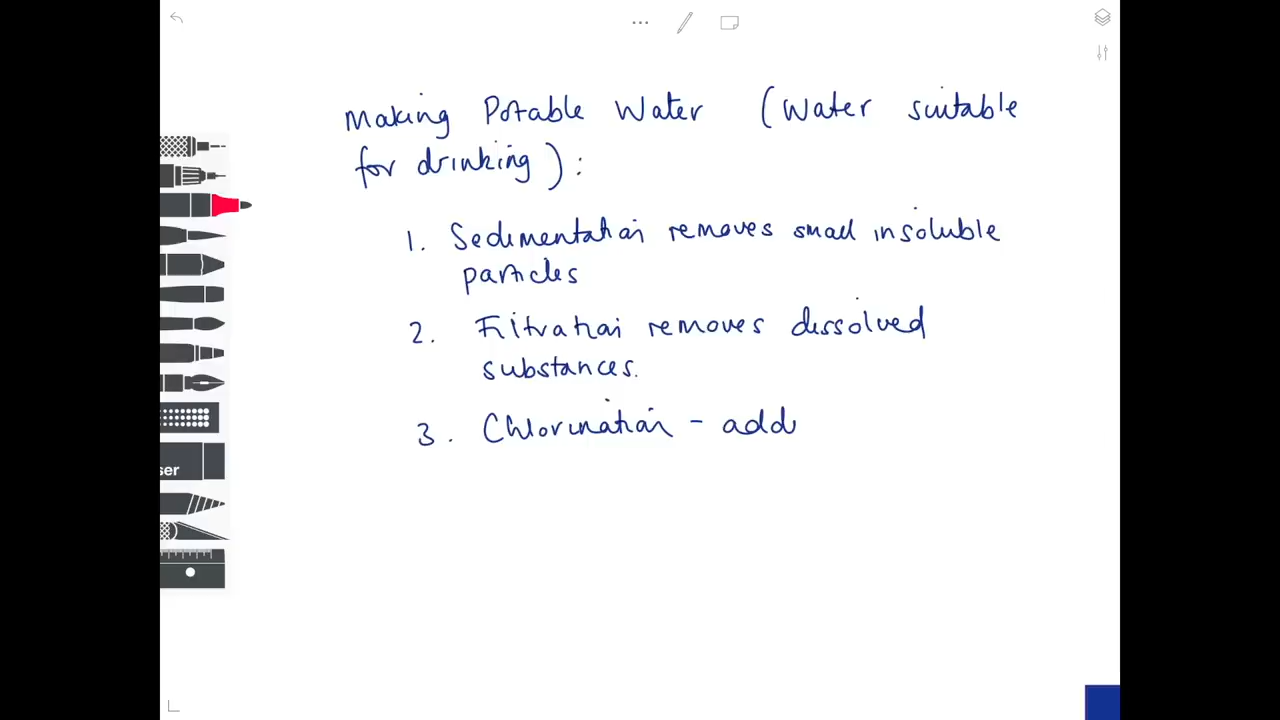 Making Potable Water (Water suitable
for drinking):
1. Sedimentation removes small insoluble
particles
2. Filtration removes dissolved
substances.
3. Chlorination - add
ser